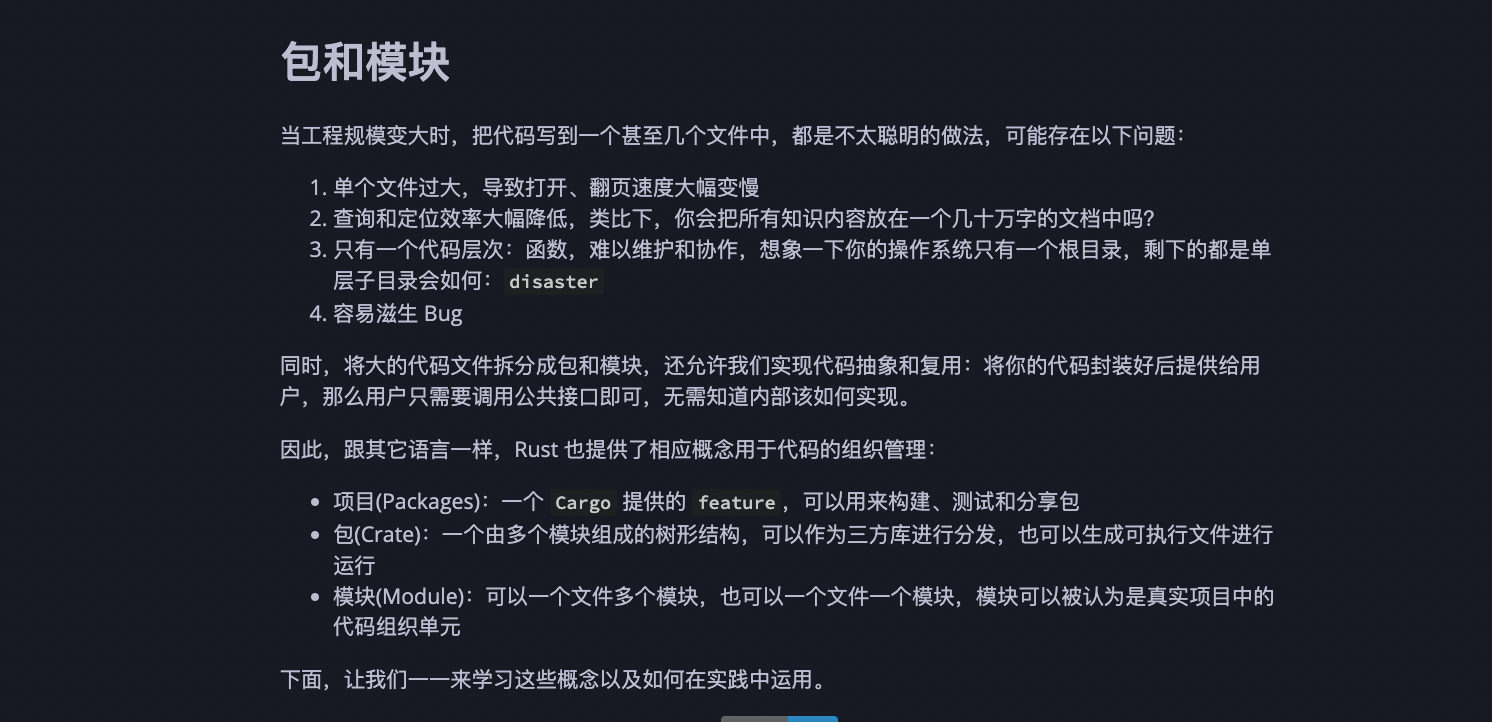 包和模块
当工程规模变大时，把代码写到一个甚至几个文件中，都是不太聪明的做法，可能存在以下问题：
1. 单个文件过大，导致打开、翻页速度大幅变慢
2. 查询和定位效率大幅降低，类比下，你会把所有知识内容放在一个几十万字的文档中吗？
3. 只有一个代码层次：函数，难以维护和协作，想象一下你的操作系统只有一个根目录，剩下的都是单
层子目录会如何： disaster
4. 容易滋生 Bug
同时，将大的代码文件拆分成包和模块，还允许我们实现代码抽象和复用：将你的代码封装好后提供给用
户，那么用户只需要调用公共接口即可，无需知道内部该如何实现。
因此，跟其它语言一样，Rust 也提供了相应概念用于代码的组织管理：
• 项目(Packages)：一个 Cargo 提供的 feature，可以用来构建、测试和分享包
• 包(Crate)：一个由多个模块组成的树形结构，可以作为三方库进行分发，也可以生成可执行文件进行
运行
• 模块(Module)：可以一个文件多个模块，也可以一个文件一个模块，模块可以被认为是真实项目中的
代码组织单元
下面，让我们一一来学习这些概念以及如何在实践中运用。